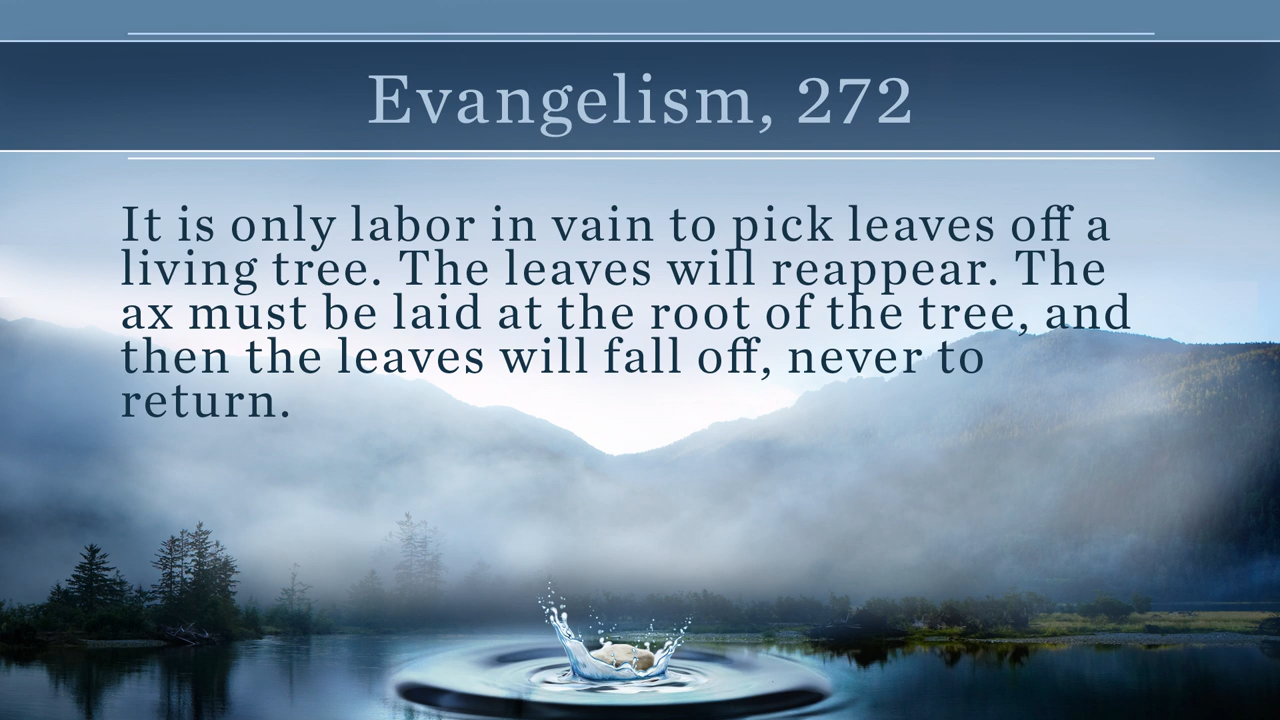 Evangelism, 272
It is only labor in vain to pick leaves off a
living tree. The leaves will reappear. The
ax must be laid at the root of the tree, and
then the leaves will fall off, never to
return.